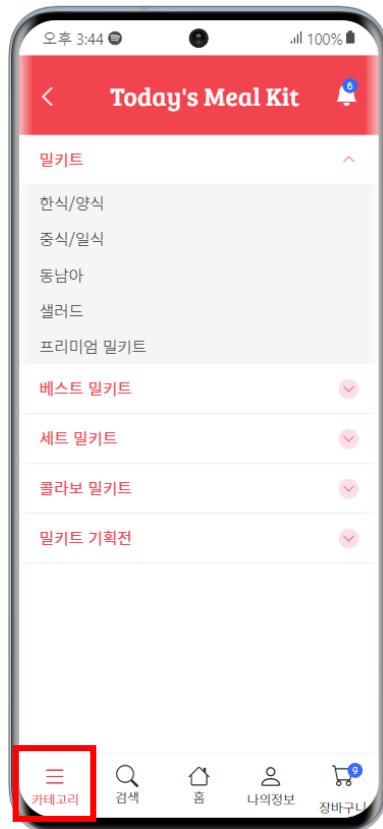 오후 3:44 100%
Today's Meal Kit
6
밀키트
한식/양식
중식/일식
동남아
샐러드
프리미엄 밀키트
베스트 밀키트
세트 밀키트
콜라보 밀키트
밀키트 기획전
9
카테고리 검색 홈 나의정보 장바구니